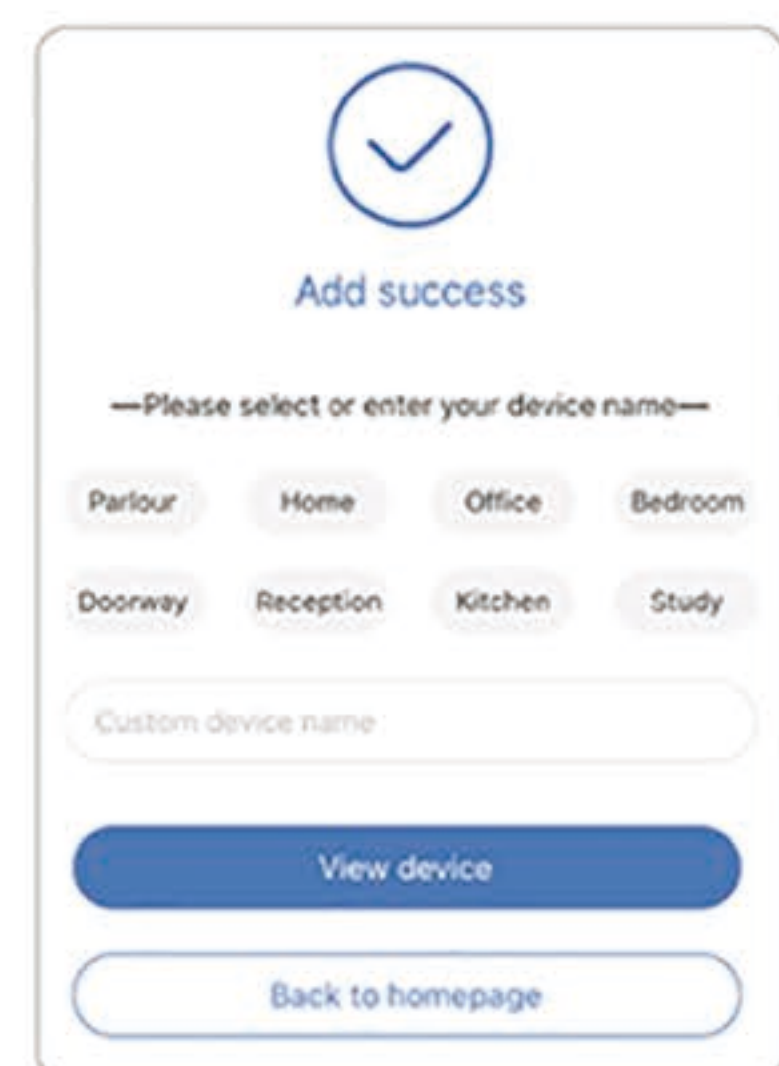 Add success
—Please select or enter your device name—
Parlour Home Office Bedroom
Doorway Reception Kitchen Study
Custom device name
View device
Back to homepage